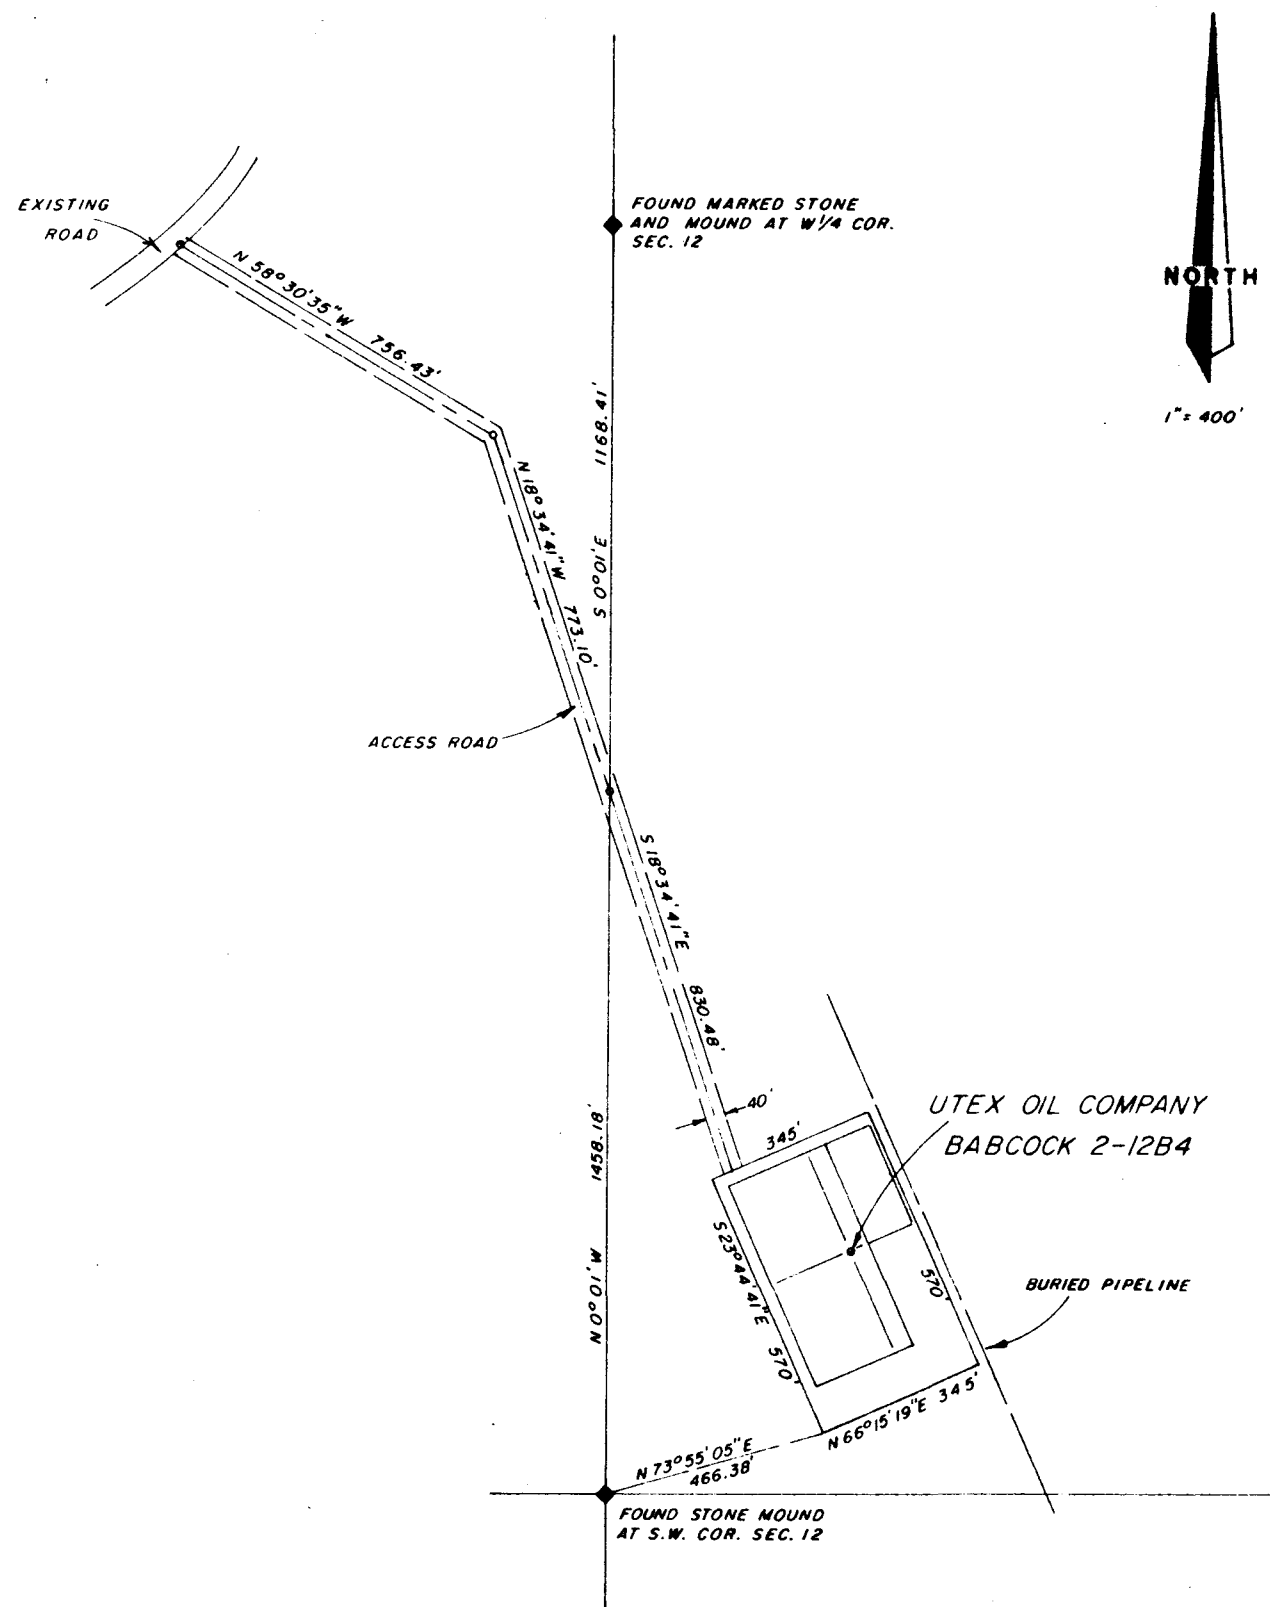 FOUND MARKED STONE
AND MOUND AT W1/4 COR.
SEC. 12
EXISTING
ROAD
NORTH
1" = 400'
N 58° 30' 35" W 756.43'
1168.41'
S 0° 01' E
N 18° 34' 41" W 773.10'
ACCESS ROAD
S 18° 34' 41" E 830.48'
40'
345'
UTEX OIL COMPANY
BABCOCK 2-12B4
1458.18'
N 0° 01' W
S 23° 44' 41" E 570'
570'
BURIED PIPELINE
N 66° 15' 19" E 345'
N 73° 55' 05" E
466.38'
FOUND STONE MOUND
AT S.W. COR. SEC. 12